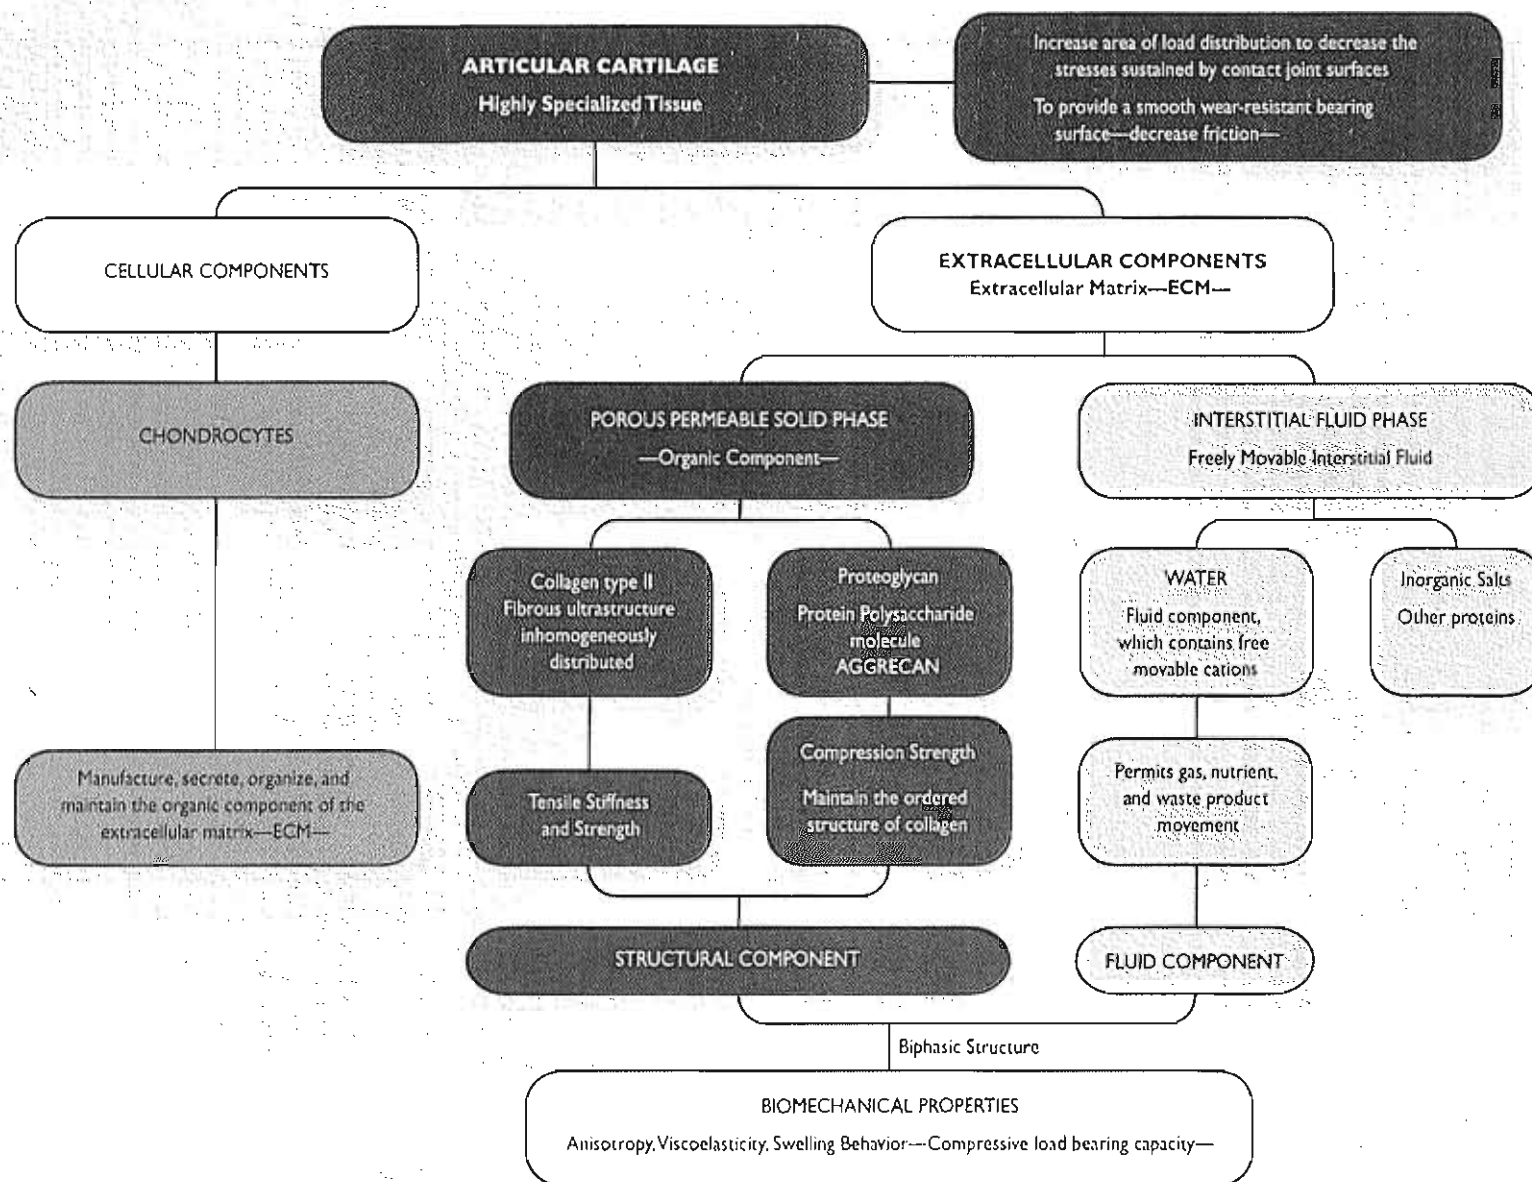 ARTICULAR CARTILAGE
Highly Specialized Tissue
Increase area of load distribution to decrease the
stresses sustained by contact joint surfaces
To provide a smooth wear-resistant bearing
surface—decrease friction—
CELLULAR COMPONENTS
EXTRACELLULAR COMPONENTS
Extracellular Matrix—ECM—
CHONDROCYTES
POROUS PERMEABLE SOLID PHASE
—Organic Component—
INTERSTITIAL FLUID PHASE
Freely Movable Interstitial Fluid
Collagen type II
Fibrous ultrastructure
inhomogeneously
distributed
Proteoglycan
Protein Polysaccharide
molecule
AGGRECAN
WATER
Fluid component,
which contains free
movable cations
Inorganic Salts
Other proteins
Manufacture, secrete, organize, and
maintain the organic component of the
extracellular matrix—ECM—
Tensile Stiffness
and Strength
Compression Strength
Maintain the ordered
structure of collagen
Permits gas, nutrient,
and waste product
movement
STRUCTURAL COMPONENT
FLUID COMPONENT
Biphasic Structure
BIOMECHANICAL PROPERTIES
Anisotropy, Viscoelasticity, Swelling Behavior—Compressive load bearing capacity—